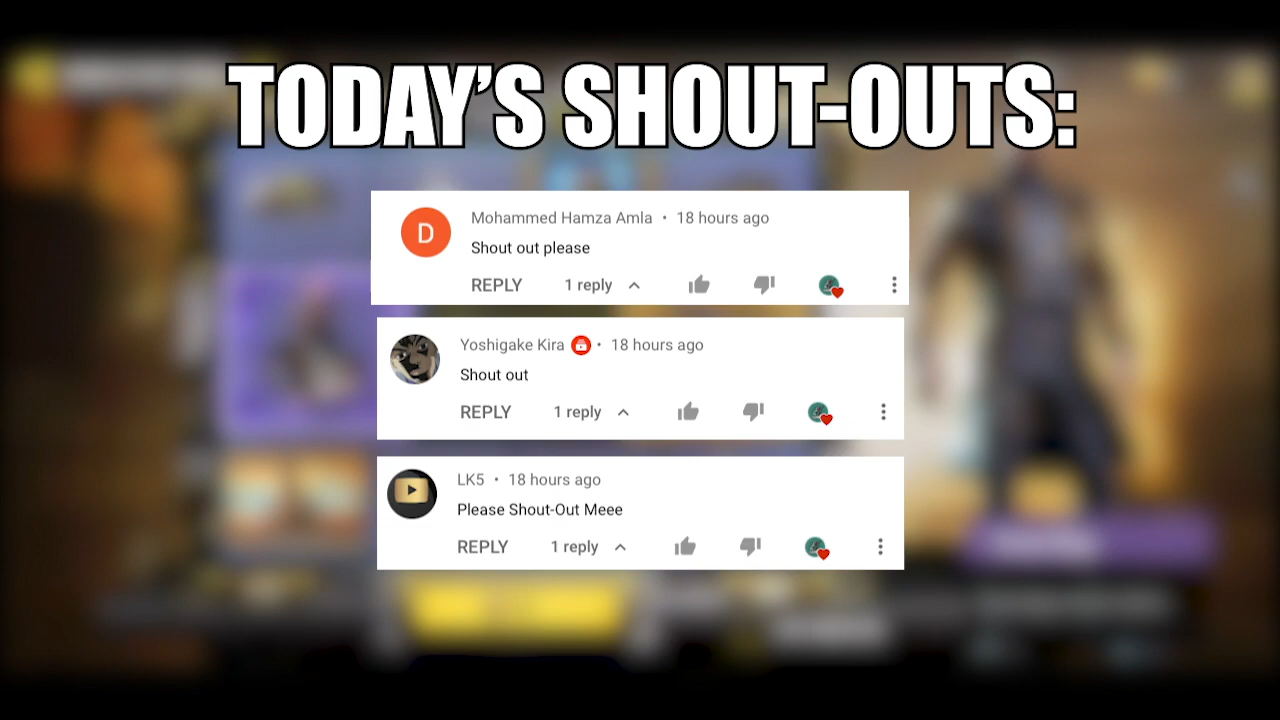 TODAY'S SHOUT-OUTS:
D
Mohammed Hamza Amla • 18 hours ago
Shout out please
REPLY 1 reply
Yoshigake Kira • 18 hours ago
Shout out
REPLY 1 reply
LK5 • 18 hours ago
Please Shout-Out Meee
REPLY 1 reply